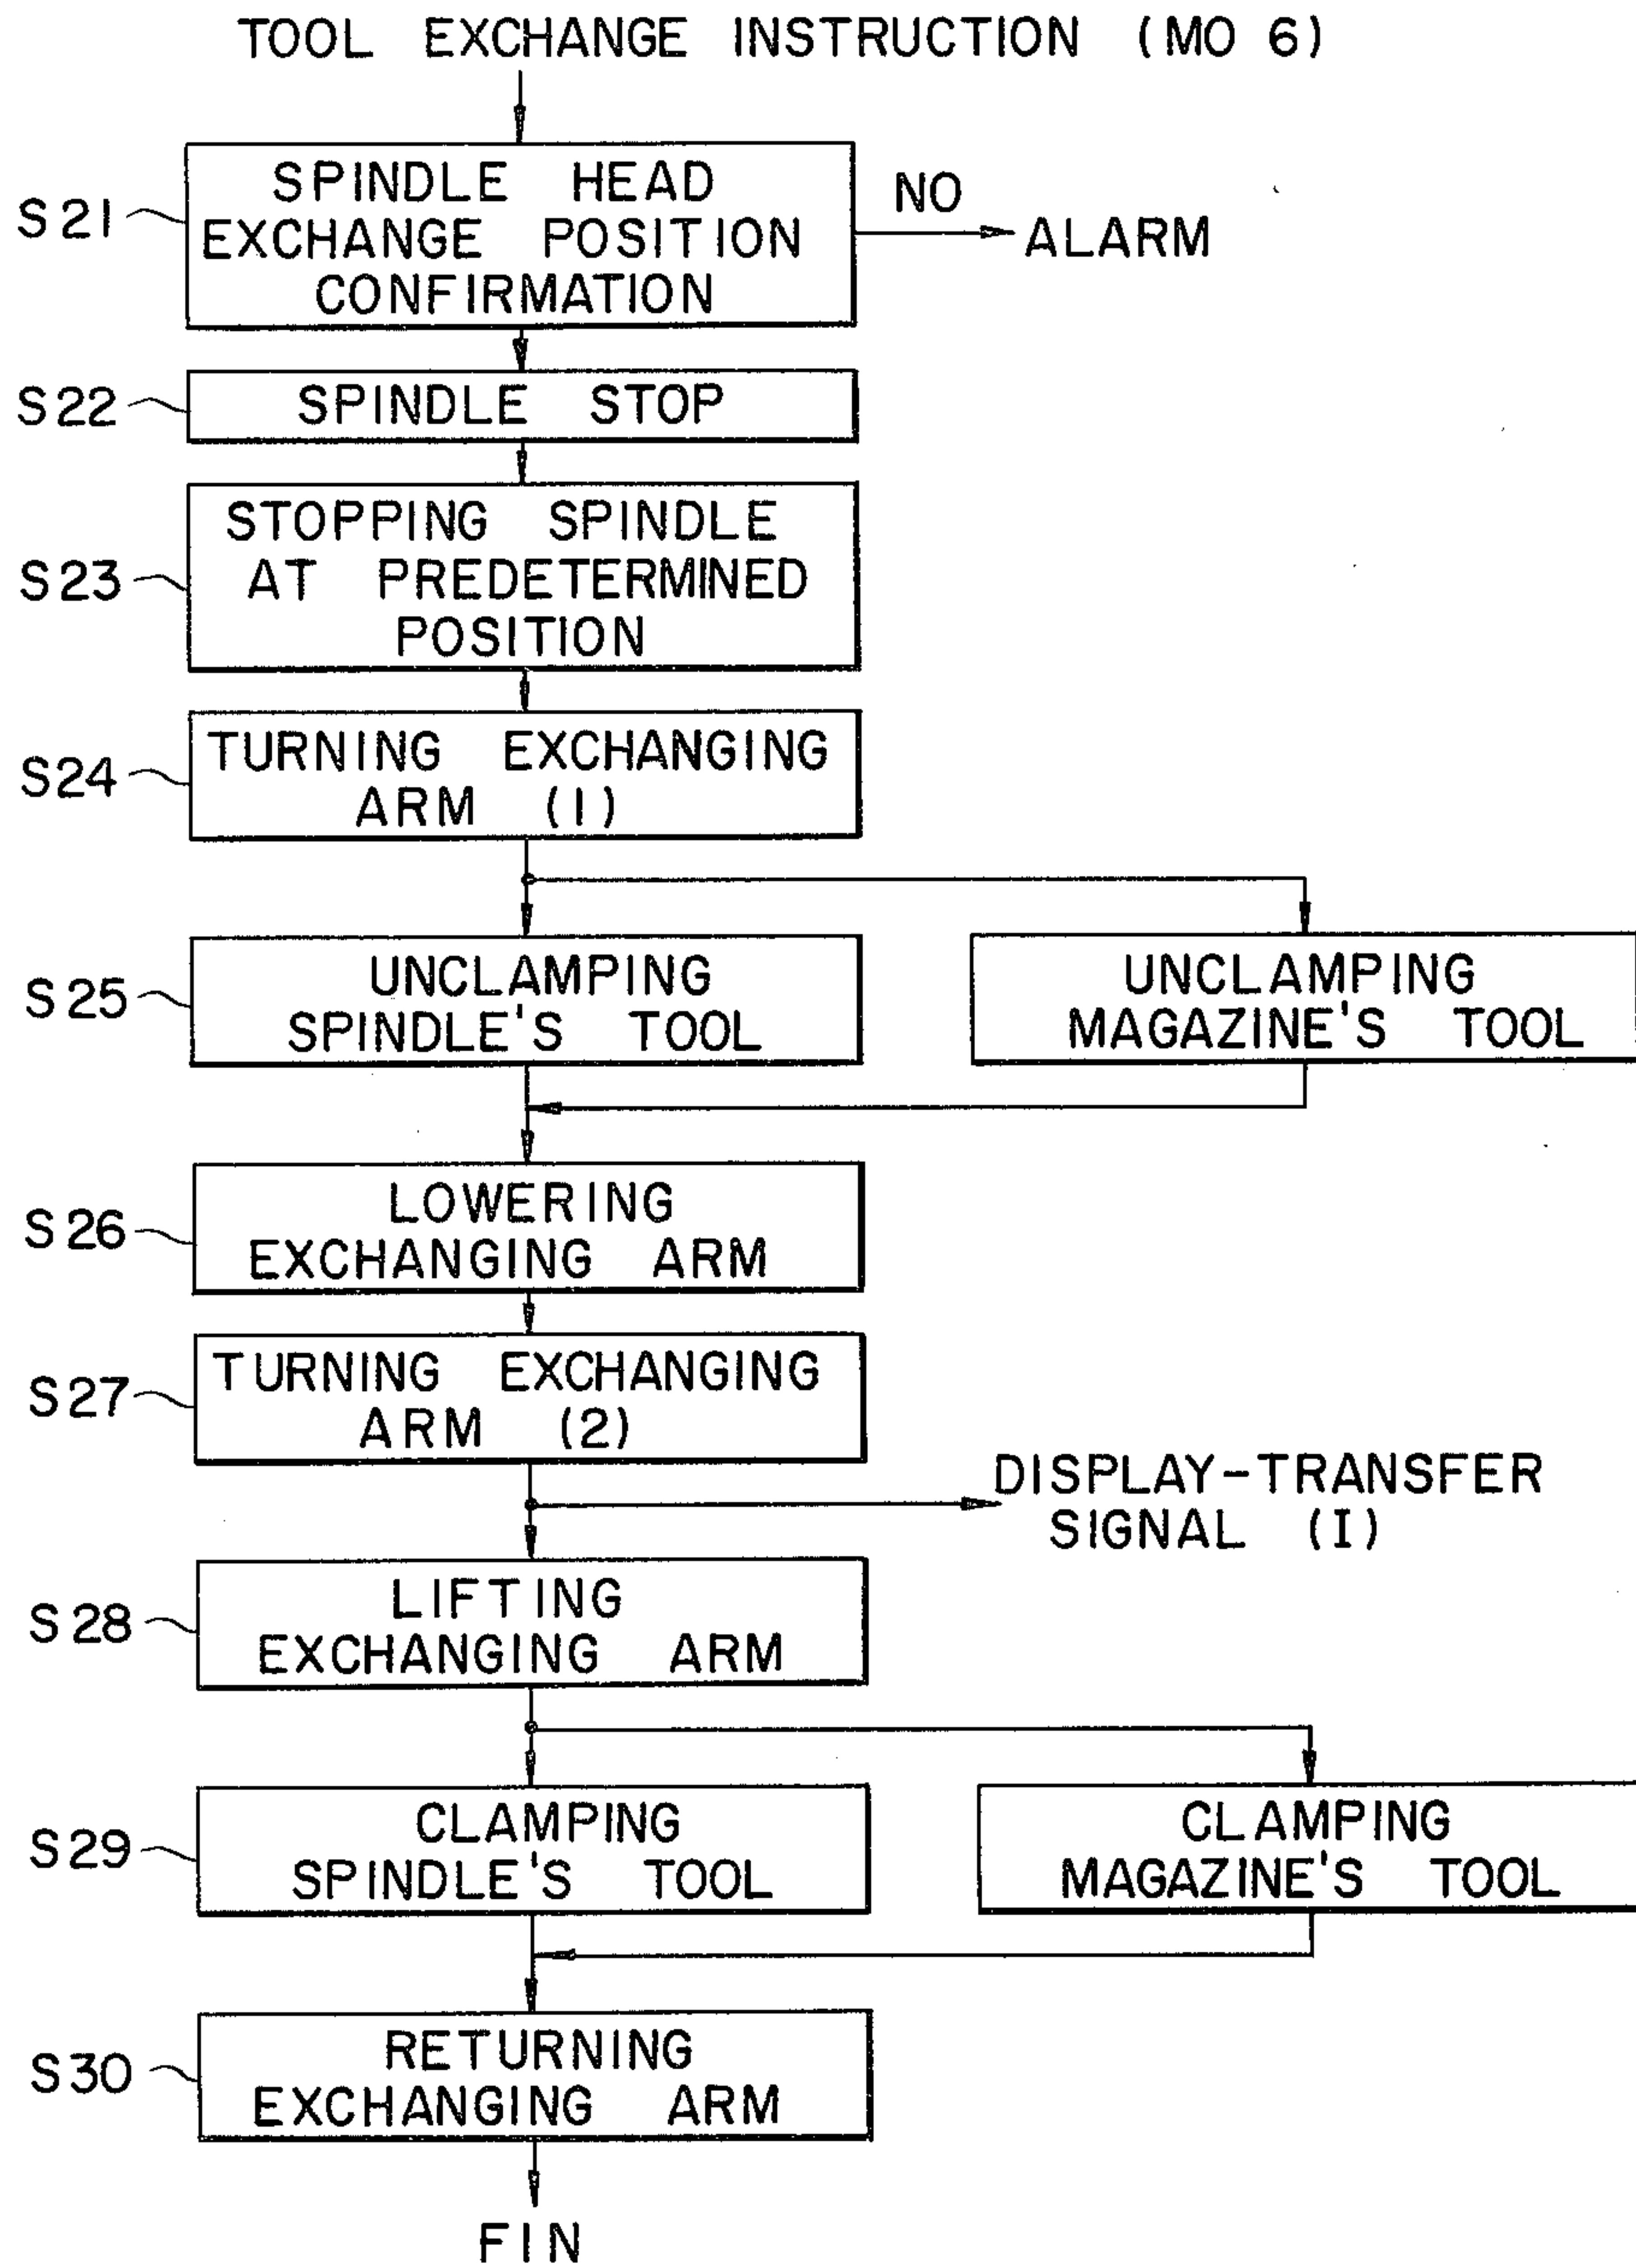 TOOL EXCHANGE INSTRUCTION (MO 6)
S21
SPINDLE HEAD
EXCHANGE POSITION
CONFIRMATION
NO
ALARM
S22
SPINDLE STOP
S23
STOPPING SPINDLE
AT PREDETERMINED
POSITION
S24
TURNING EXCHANGING
ARM (1)
S25
UNCLAMPING
SPINDLE'S TOOL
UNCLAMPING
MAGAZINE'S TOOL
S26
LOWERING
EXCHANGING ARM
S27
TURNING EXCHANGING
ARM (2)
DISPLAY-TRANSFER
SIGNAL (I)
S28
LIFTING
EXCHANGING ARM
S29
CLAMPING
SPINDLE'S TOOL
CLAMPING
MAGAZINE'S TOOL
S30
RETURNING
EXCHANGING ARM
FIN